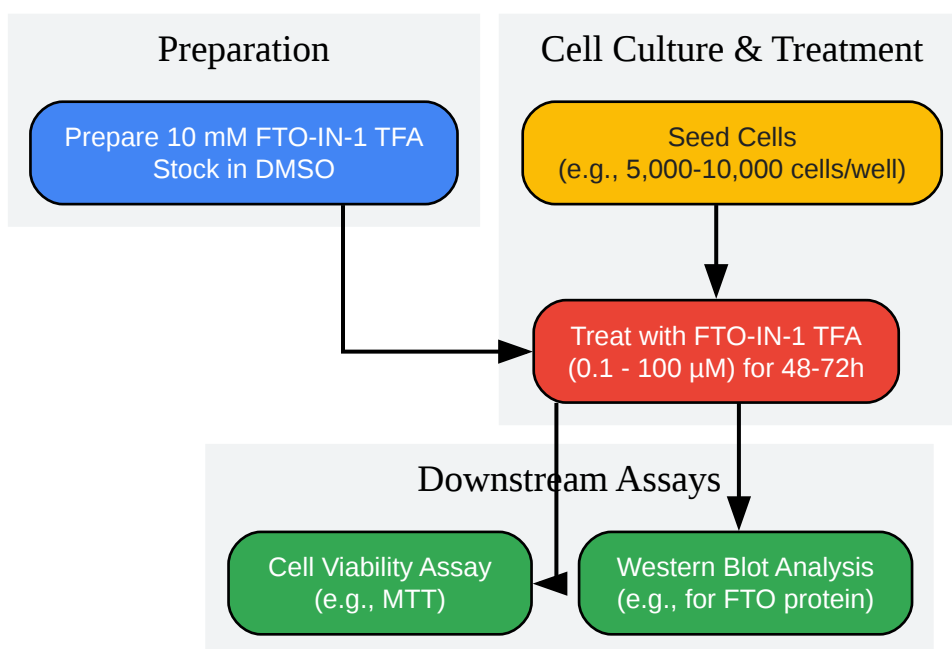 Preparation
Prepare 10 mM FTO-IN-1 TFA
Stock in DMSO
Cell Culture & Treatment
Seed Cells
(e.g., 5,000-10,000 cells/well)
Treat with FTO-IN-1 TFA
(0.1 - 100 µM) for 48-72h
Downstream Assays
Cell Viability Assay
(e.g., MTT)
Western Blot Analysis
(e.g., for FTO protein)